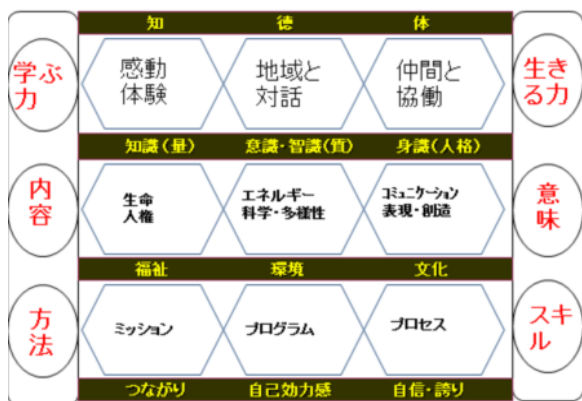 知 徳 体
学ぶ
力
感動
体験
地域と
対話
仲間と
協働
生き
る力
知識(量) 意識・智識(質) 身識(人格)
内
容
生命
人権
エネルギー
科学・多様性
コミュニケーション
表現・創造
意
味
福祉 環境 文化
方
法
ミッション
プログラム
プロセス
スキ
ル
つながり 自己効力感 自信・誇り